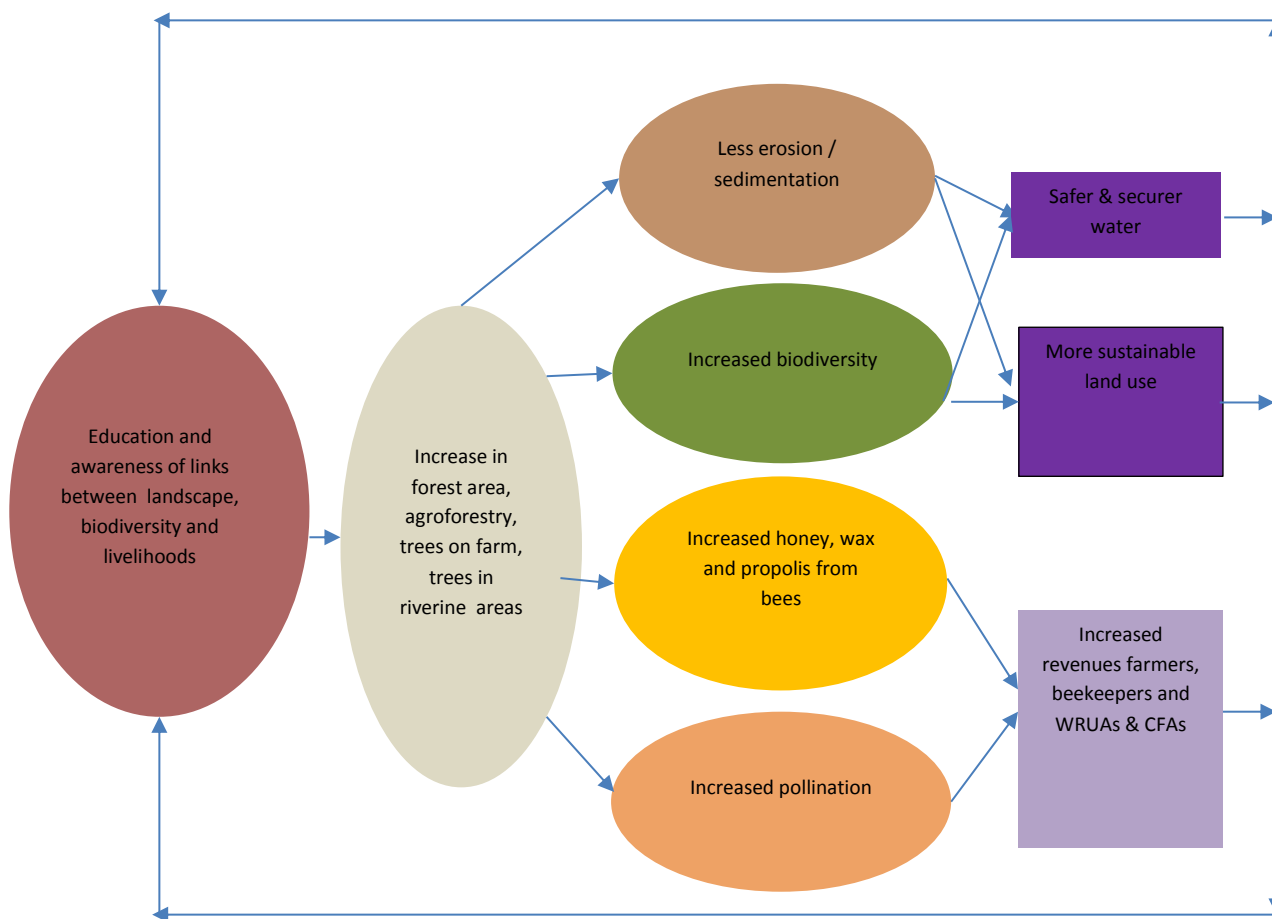 Education and
awareness of links
between landscape,
biodiversity and
livelihoods
Increase in
forest area,
agroforestry,
trees on farm,
trees in
riverine areas
Less erosion /
sedimentation
Increased biodiversity
Increased honey, wax
and propolis from
bees
Increased pollination
Safer & securer
water
More sustainable
land use
Increased
revenues farmers,
beekeepers and
WRUAs & CFAs